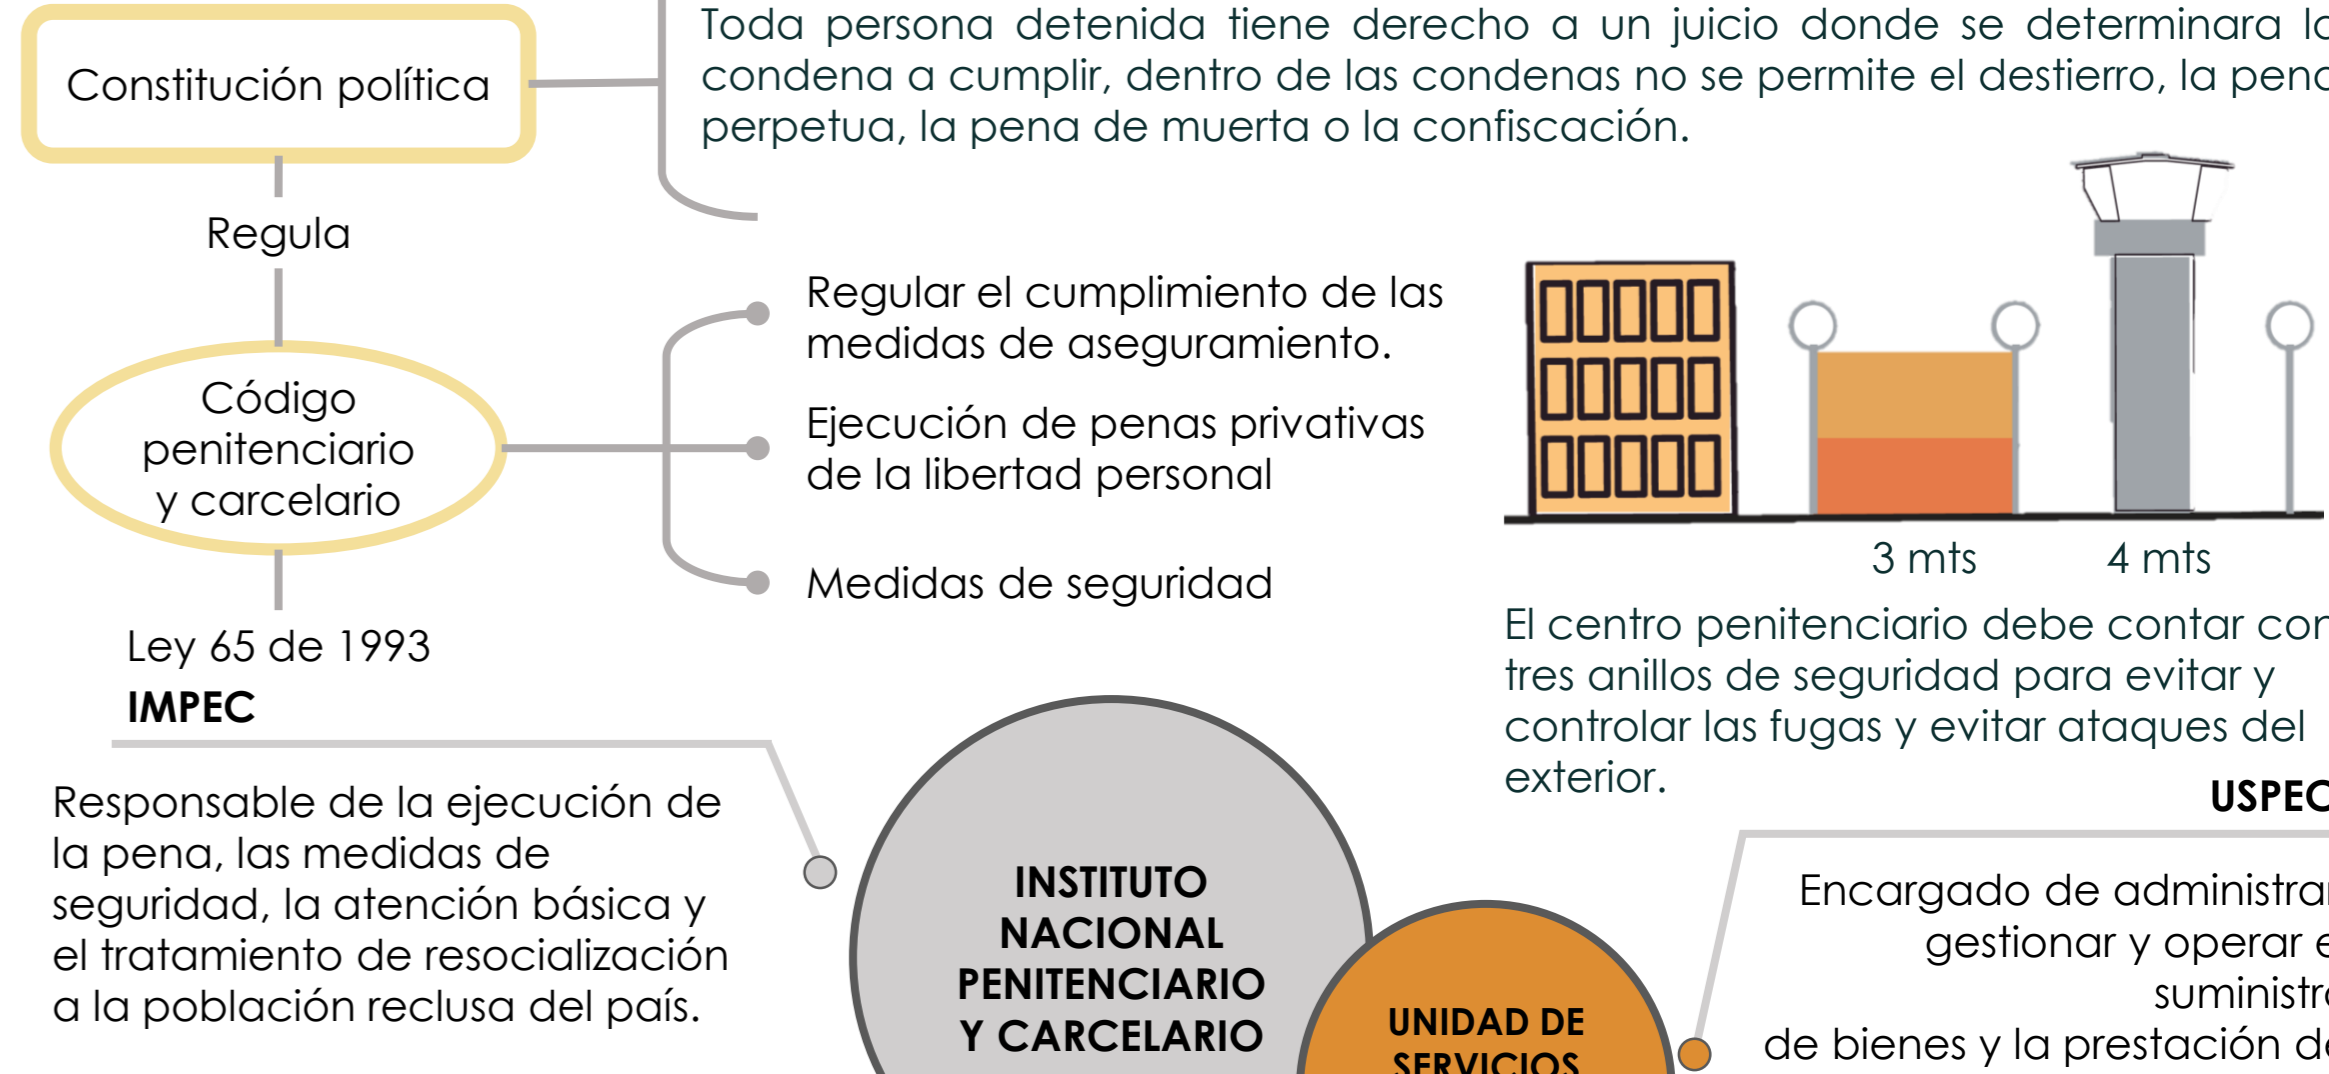 Toda persona detenida tiene derecho a un juicio donde se determinara la
condena a cumplir, dentro de las condenas no se permite el destierro, la pena
perpetua, la pena de muerta o la confiscación.
Constitución política
Regula
Código
penitenciario
y carcelario
Ley 65 de 1993
Regular el cumplimiento de las
medidas de aseguramiento.
Ejecución de penas privativas
de la libertad personal
Medidas de seguridad
3 mts
4 mts
El centro penitenciario debe contar con
tres anillos de seguridad para evitar y
controlar las fugas y evitar ataques del
exterior.
IMPEC
Responsable de la ejecución de
la pena, las medidas de
seguridad, la atención básica y
el tratamiento de resocialización
a la población reclusa del país.
INSTITUTO
NACIONAL
PENITENCIARIO
Y CARCELARIO
UNIDAD DE
SERVICIOS
USPEC
Encargado de administrar
gestionar y operar e
suministro
de bienes y la prestación de